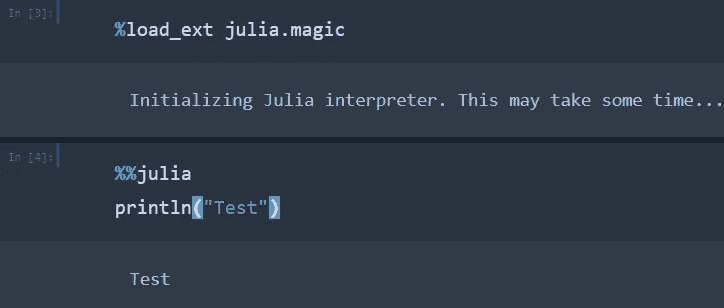 In [3]:
%load_ext julia.magic
Initializing Julia interpreter. This may take some time...
In [4]:
%%julia
println("Test")
Test